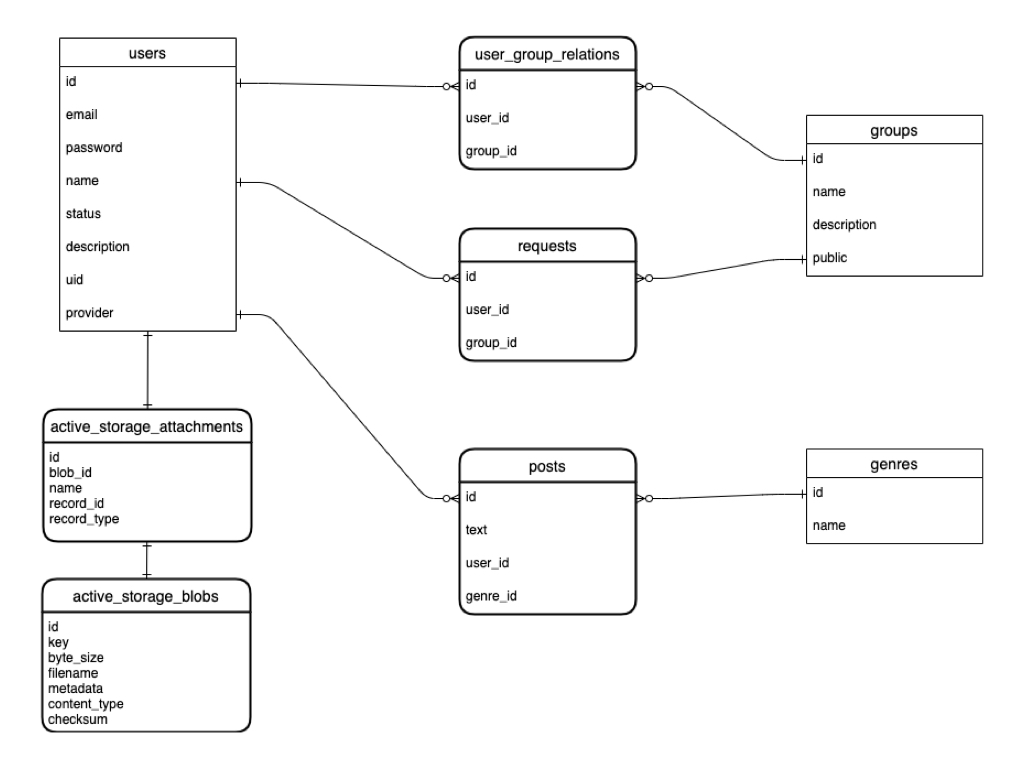 users
id
email
password
name
status
description
uid
provider
user_group_relations
id
user_id
group_id
groups
id
name
description
public
requests
id
user_id
group_id
active_storage_attachments
id
blob_id
name
record_id
record_type
posts
id
text
user_id
genre_id
genres
id
name
active_storage_blobs
id
key
byte_size
filename
metadata
content_type
checksum